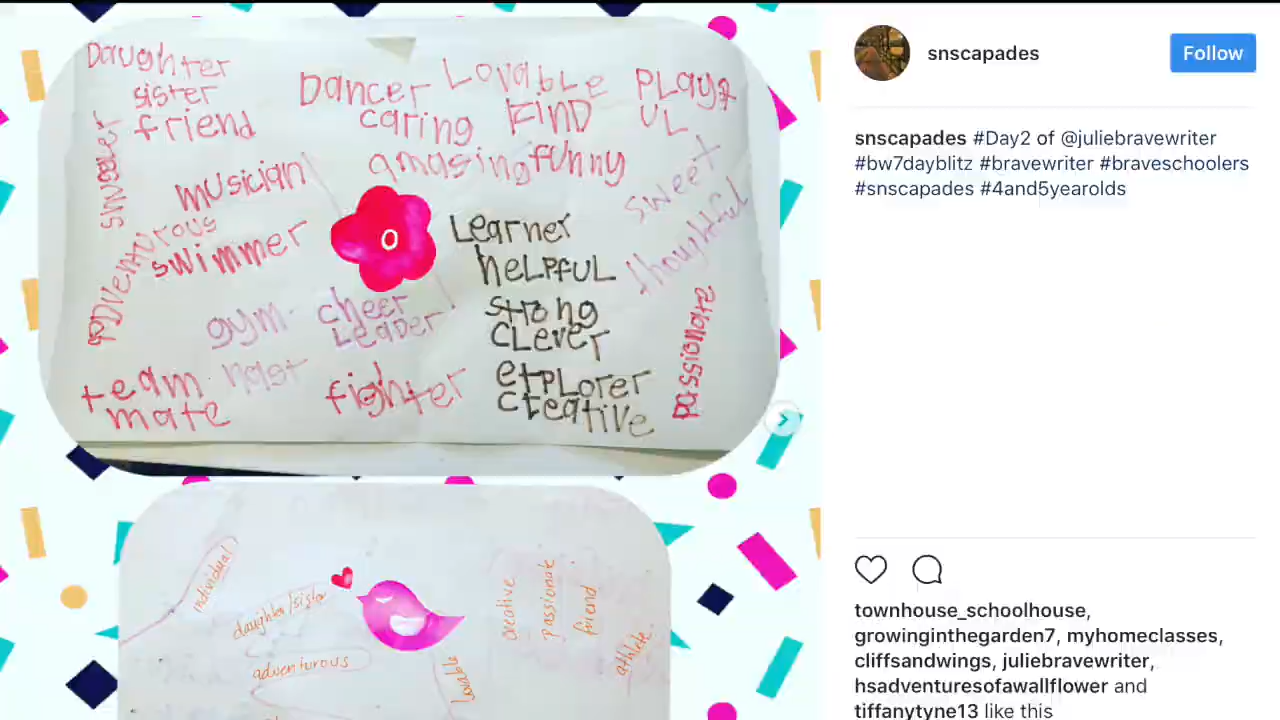 Daughter
sister
friend
snuggler
musician
ADVENTUROUS
swimmer
gym-
nast
cheer
LEADER
team
mate
fighter
Dancer
Lovable
Playf
UL
caring
KIND
amasing
funny
sweet
thoughtful
Learner
heLPfUL
strong
CLever
exPLorer
creative
passionate
individual
daughter/sister
adventurous
creative
passionate
friend
athlete
lovable
snscapades
Follow
snscapades #Day2 of @juliebravewriter
#bw7dayblitz #bravewriter #braveschoolers
#snscapades #4and5yearolds
townhouse_schoolhouse,
growinginthegarden7, myhomeclasses,
cliffsandwings, juliebravewriter,
hsadventuresofawallflower and
tiffanytyne13 like this